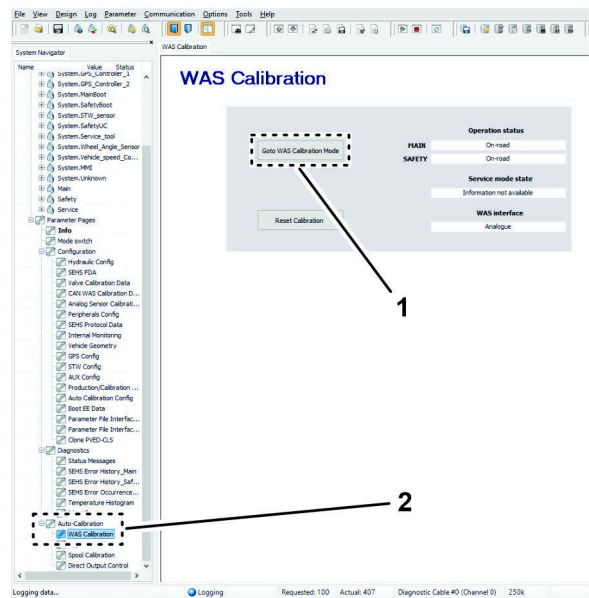 File View Design Log Parameter Communication Options Tools Help
System Navigator
WAS Calibration
Name Value Status
System.GPS_Controller_1
System.GPS_Controller_2
System.MainBoot
System.SafetyBoot
System.STW_sensor
System.SafetyUC
System.Service_tool
System.Wheel_Angle_Sensor
System.Vehicle_speed_Co...
System.MMI
System.Unknown
Main
Safety
Service
Parameter Pages
Info
Mode switch
Configuration
Hydraulic Config
SEHS FDA
Valve Calibration Data
CAN WAS Calibration D...
Analog Sensor Calibrati...
Peripherals Config
SEHS Protocol Data
Internal Monitoring
Vehicle Geometry
GPS Config
STW Config
AUX Config
Production/Calibration ...
Auto Calibration Config
Boot EE Data
Parameter File Interfac...
Parameter File Interfac...
Clone PVED-CLS
Diagnostics
Status Messages
SEHS Error History_Main
SEHS Error History_Saf...
SEHS Error Occurrence...
Temperature Histogram
Auto-Calibration
WAS Calibration
Spool Calibration
Direct Output Control
WAS Calibration
Goto WAS Calibration Mode
Reset Calibration
Operation status
MAIN On-road
SAFETY On-road
Service mode state
Information not available
WAS interface
Analogue
1
2
Logging data... Logging Requested: 100 Actual: 407 Diagnostic Cable #0 (Channel 0) 250k